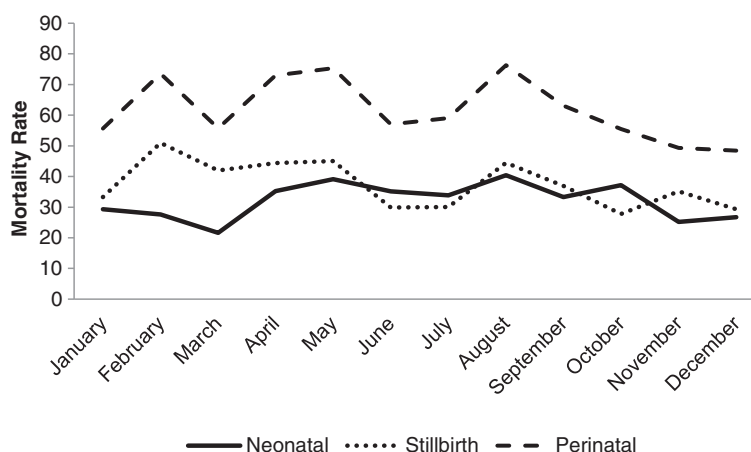 90
80
70
60
50
40
30
20
10
0
Mortality Rate
January
February
March
April
May
June
July
August
September
October
November
December
Neonatal Stillbirth Perinatal